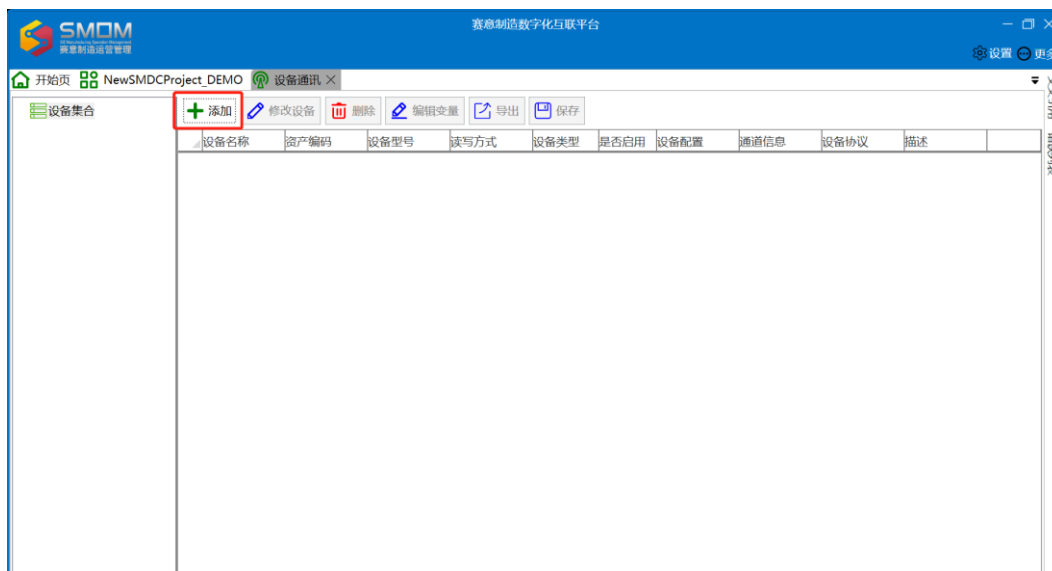 赛意制造数字化互联平台
SMOM
赛意制造运营管理
设置 更多
开始页 NewSMDCProject_DEMO 设备通讯
设备集合
添加 修改设备 删除 编辑变量 导出 保存
设备名称 资产编码 设备型号 读写方式 设备类型 是否启用 设备配置 通道信息 设备协议 描述